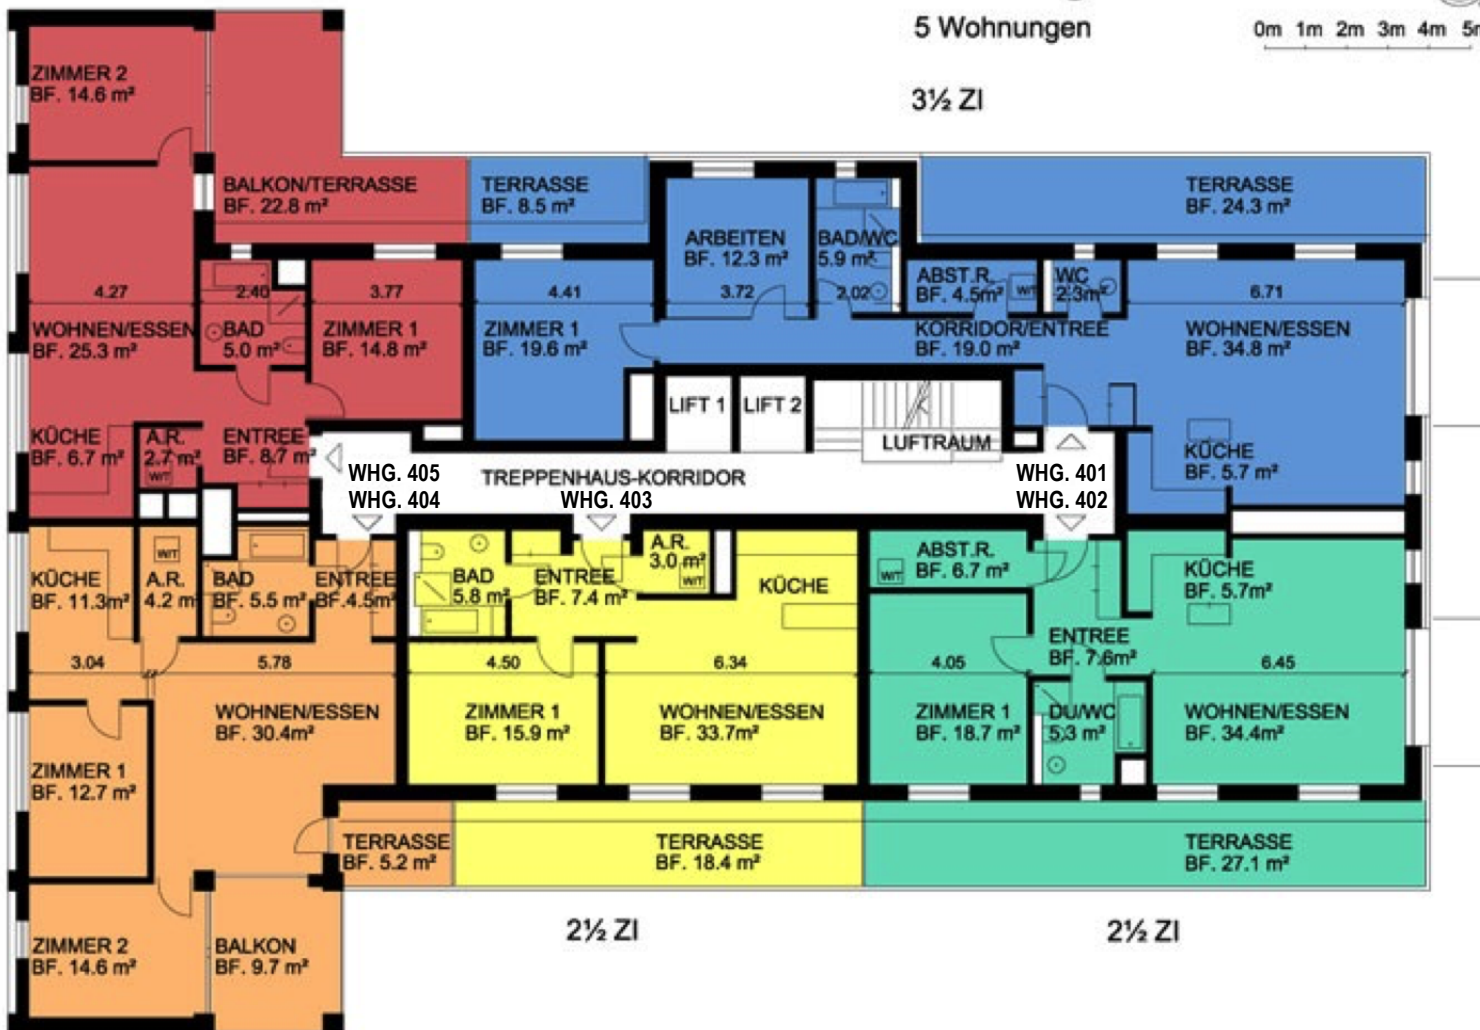 5 Wohnungen
0m 1m 2m 3m 4m
3½ ZI
ZIMMER 2
BF. 14.6 m²
BALKON/TERRASSE
BF. 22.8 m²
TERRASSE
BF. 8.5 m²
TERRASSE
BF. 24.3 m²
ARBEITEN
BF. 12.3 m²
3.72
BAD/WC
5.9 m²
2.02
ABST.R.
BF. 4.5m²
WT
WC
2.3m²
4.27
2.40
3.77
4.41
6.71
WOHNEN/ESSEN
BF. 25.3 m²
BAD
5.0 m²
ZIMMER 1
BF. 14.8 m²
ZIMMER 1
BF. 19.6 m²
KORRIDOR/ENTREE
BF. 19.0 m²
WOHNEN/ESSEN
BF. 34.8 m²
LIFT 1
LIFT 2
LUFTRAUM
KÜCHE
BF. 6.7 m²
A.R.
2.7 m²
WT
ENTREE
BF. 8.7 m²
WHG. 405
WHG. 404
TREPPENHAUS-KORRIDOR
WHG. 403
WHG. 401
WHG. 402
KÜCHE
BF. 5.7 m²
KÜCHE
BF. 11.3m²
WT
A.R.
4.2 m²
BAD
BF. 5.5 m²
ENTREE
BF.4.5m²
BAD
5.8 m²
ENTREE
BF. 7.4 m²
A.R.
3.0 m²
WT
KÜCHE
ABST.R.
BF. 6.7 m²
WT
KÜCHE
BF. 5.7m²
ENTREE
BF. 7.6m²
3.04
5.78
4.50
6.34
4.05
6.45
WOHNEN/ESSEN
BF. 30.4m²
ZIMMER 1
BF. 15.9 m²
WOHNEN/ESSEN
BF. 33.7m²
ZIMMER 1
BF. 18.7 m²
DU/WC
5.3 m²
WOHNEN/ESSEN
BF. 34.4m²
ZIMMER 1
BF. 12.7 m²
TERRASSE
BF. 5.2 m²
TERRASSE
BF. 18.4 m²
TERRASSE
BF. 27.1 m²
ZIMMER 2
BF. 14.6 m²
BALKON
BF. 9.7 m²
2½ ZI
2½ ZI